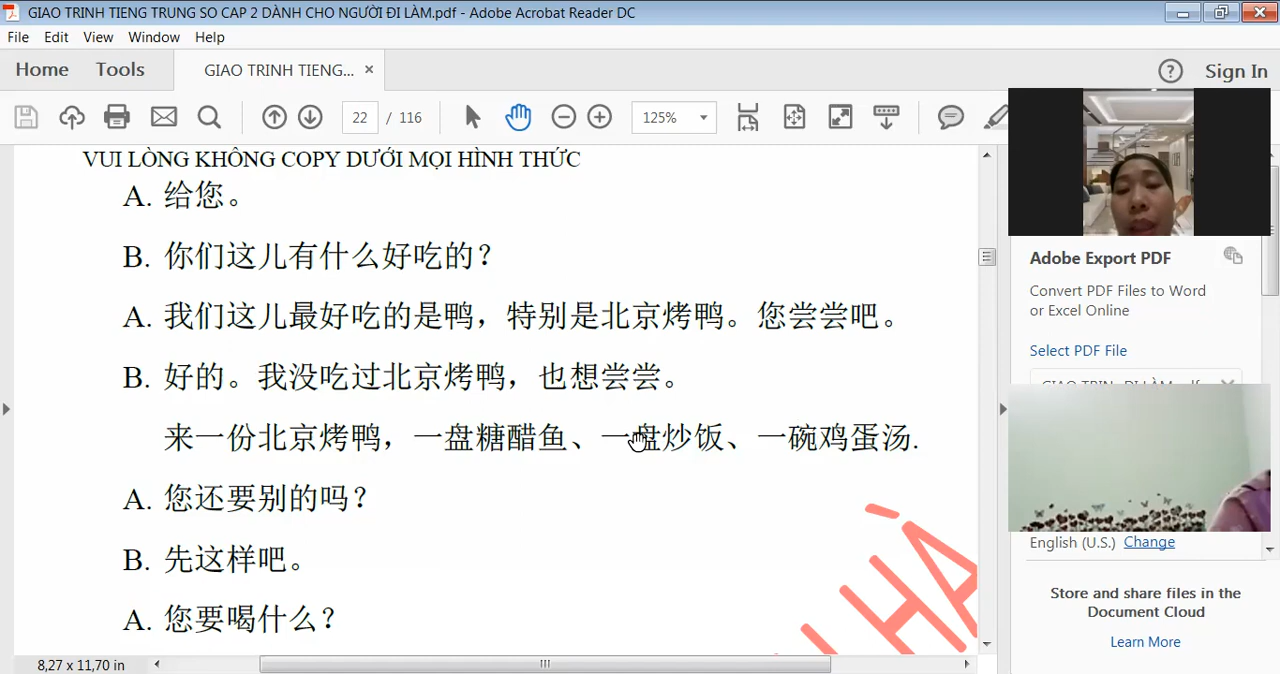 GIAO TRINH TIENG TRUNG SO CAP 2 DÀNH CHO NGƯỜI ĐI LÀM.pdf - Adobe Acrobat Reader DC
File Edit View Window Help
Home Tools GIAO TRINH TIENG... × ? Sign In
22 / 116 125%
VUI LÒNG KHÔNG COPY DƯỚI MỌI HÌNH THỨC
A. 给您。
B. 你们这儿有什么好吃的？
A. 我们这儿最好吃的是鸭，特别是北京烤鸭。您尝尝吧。
B. 好的。我没吃过北京烤鸭，也想尝尝。
来一份北京烤鸭，一盘糖醋鱼、一盘炒饭、一碗鸡蛋汤.
A. 您还要别的吗？
B. 先这样吧。
A. 您要喝什么？
HÀ
8,27 x 11,70 in
Adobe Export PDF
Convert PDF Files to Word
or Excel Online
Select PDF File
English (U.S.) Change
Store and share files in the
Document Cloud
Learn More